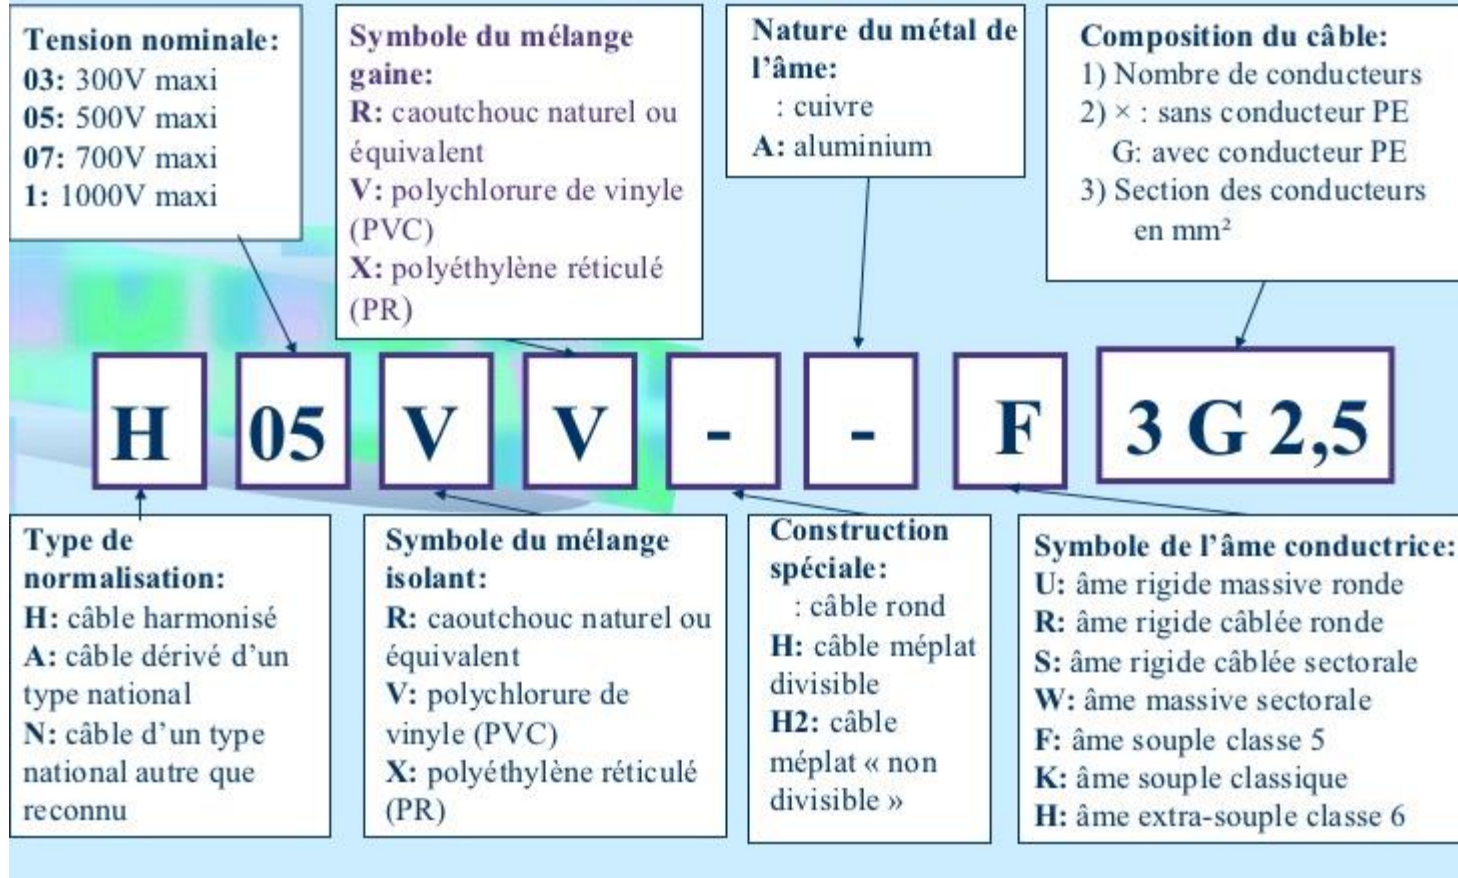 Tension nominale:
03: 300V maxi
05: 500V maxi
07: 700V maxi
1: 1000V maxi
Symbole du mélange
gaine:
R: caoutchouc naturel ou
équivalent
V: polychlorure de vinyle
(PVC)
X: polyéthylène réticulé
(PR)
Nature du métal de
l’âme:
: cuivre
A: aluminium
Composition du câble:
1) Nombre de conducteurs
2) × : sans conducteur PE
G: avec conducteur PE
3) Section des conducteurs
en mm²
H 05 V V - - F 3 G 2,5
Type de
normalisation:
H: câble harmonisé
A: câble dérivé d’un
type national
N: câble d’un type
national autre que
reconnu
Symbole du mélange
isolant:
R: caoutchouc naturel ou
équivalent
V: polychlorure de
vinyle (PVC)
X: polyéthylène réticulé
(PR)
Construction
spéciale:
: câble rond
H: câble méplat
divisible
H2: câble
méplat « non
divisible »
Symbole de l’âme conductrice:
U: âme rigide massive ronde
R: âme rigide câblée ronde
S: âme rigide câblée sectorale
W: âme massive sectorale
F: âme souple classe 5
K: âme souple classique
H: âme extra-souple classe 6